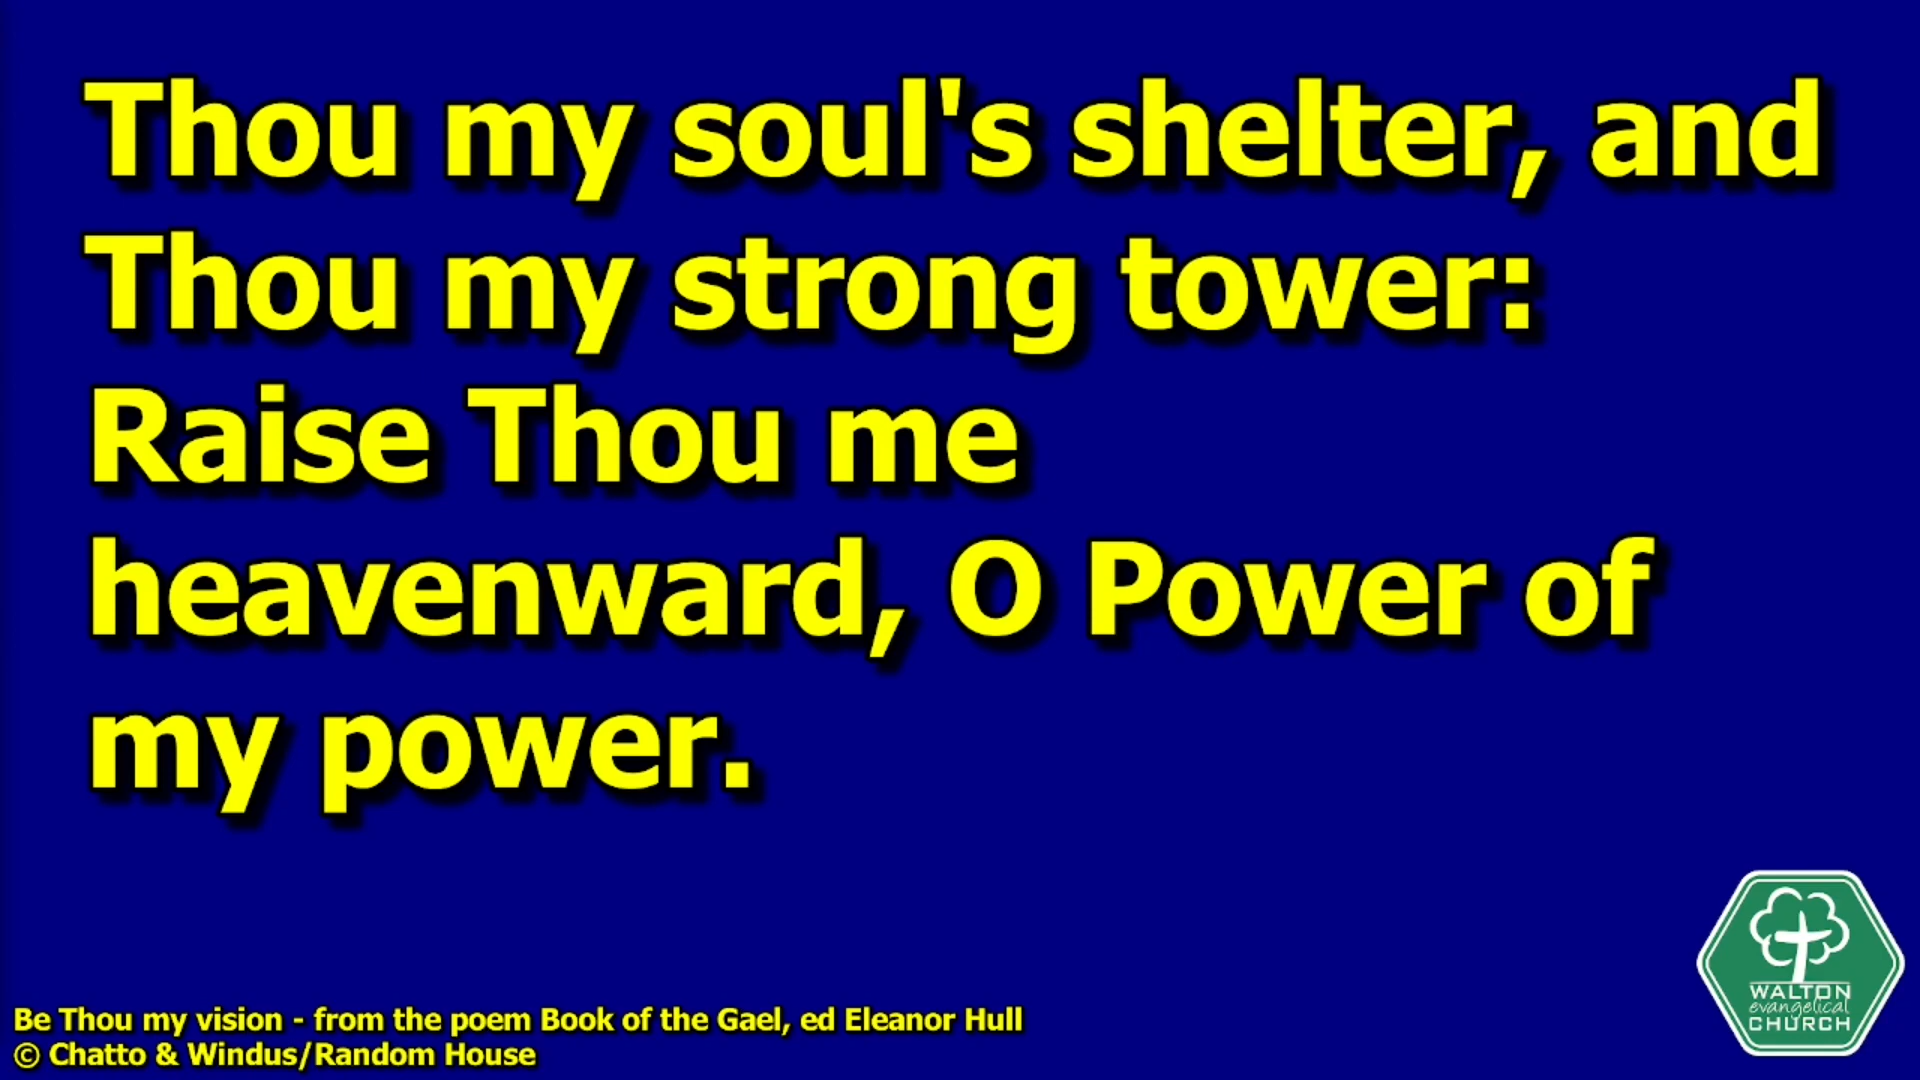 Thou my soul's shelter, and
Thou my strong tower:
Raise Thou me
heavenward, O Power of
my power.
Be Thou my vision - from the poem Book of the Gael, ed Eleanor Hull
© Chatto & Windus/Random House
WALTON
evangelical
CHURCH